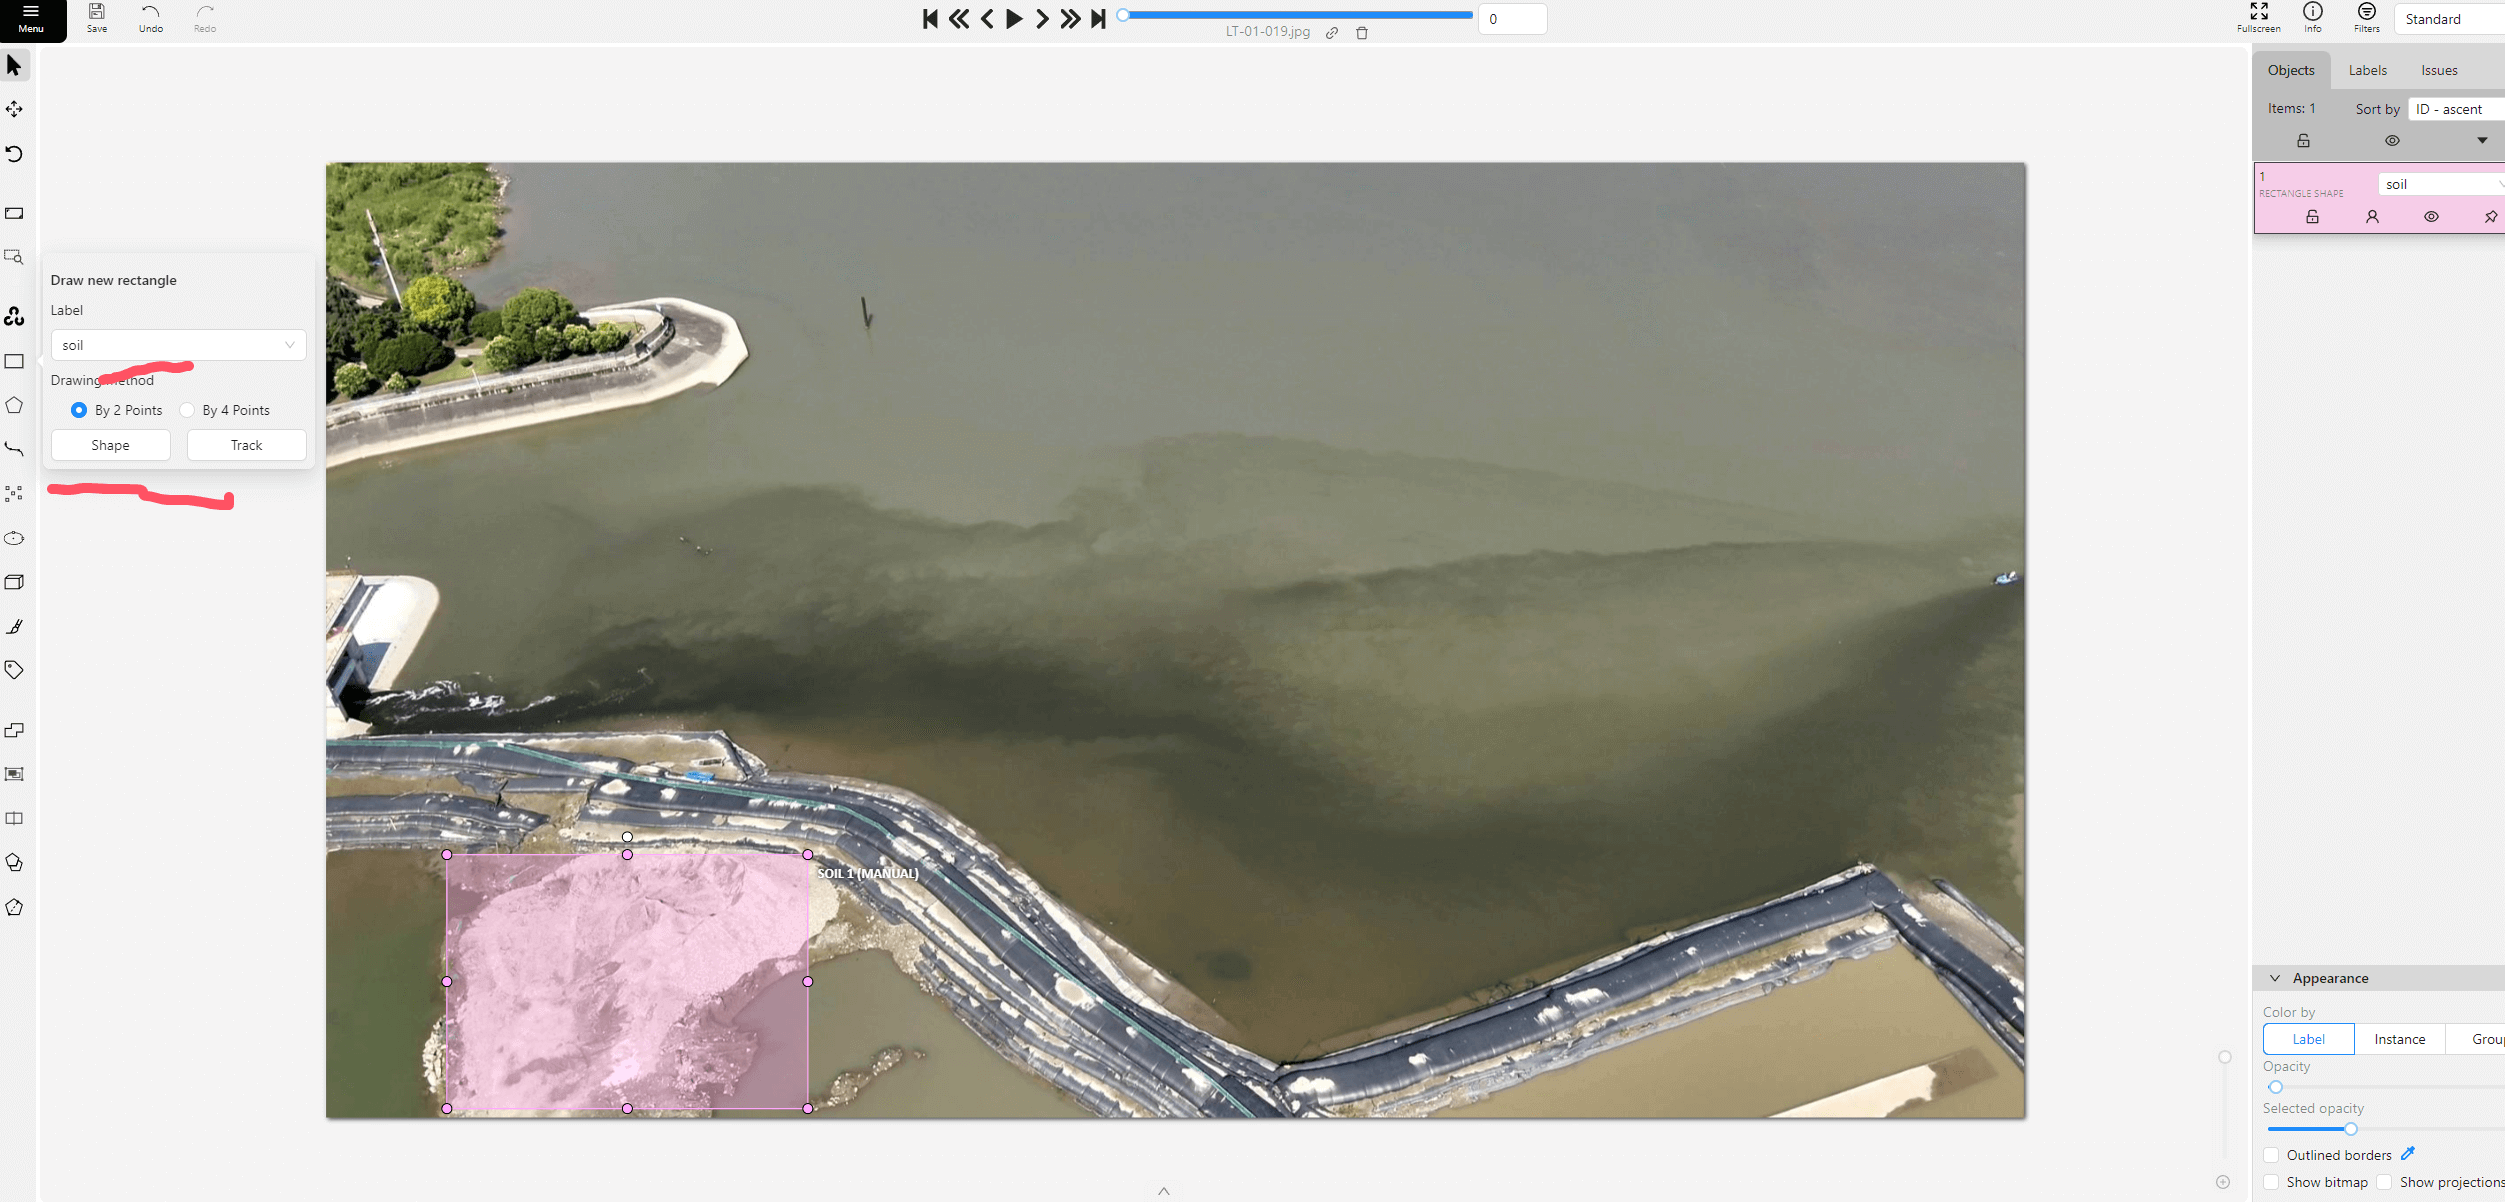 Menu
Save
Undo
Redo
0
LT-01-019.jpg
Fullscreen
Info
Filters
Standard
Objects
Labels
Issues
Items: 1
Sort by
ID - ascent
1
RECTANGLE SHAPE
soil
Draw new rectangle
Label
soil
Drawing method
By 2 Points
By 4 Points
Shape
Track
SOIL 1 (MANUAL)
Appearance
Color by
Label
Instance
Opacity
Selected opacity
Outlined borders
Show bitmap
Show projections